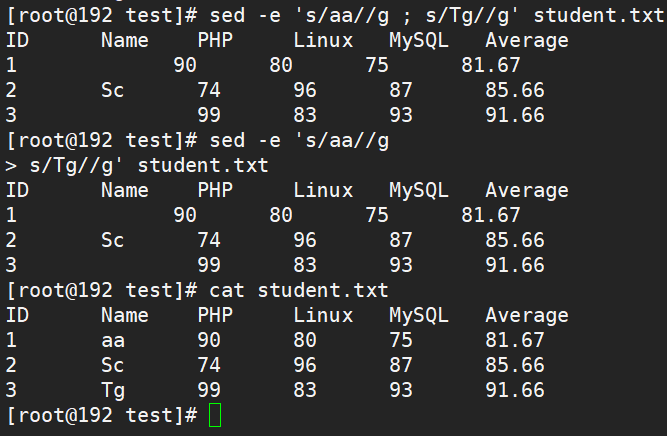 [root@192 test]# sed -e 's/aa//g ; s/Tg//g' student.txt
ID      Name    PHP     Linux   MySQL   Average
1             90      80      75      81.67
2       Sc      74      96      87      85.66
3               99      83      93      91.66
[root@192 test]# sed -e 's/aa//g
> s/Tg//g' student.txt
ID      Name    PHP     Linux   MySQL   Average
1             90      80      75      81.67
2       Sc      74      96      87      85.66
3               99      83      93      91.66
[root@192 test]# cat student.txt
ID      Name    PHP     Linux   MySQL   Average
1       aa      90      80      75      81.67
2       Sc      74      96      87      85.66
3       Tg      99      83      93      91.66
[root@192 test]#